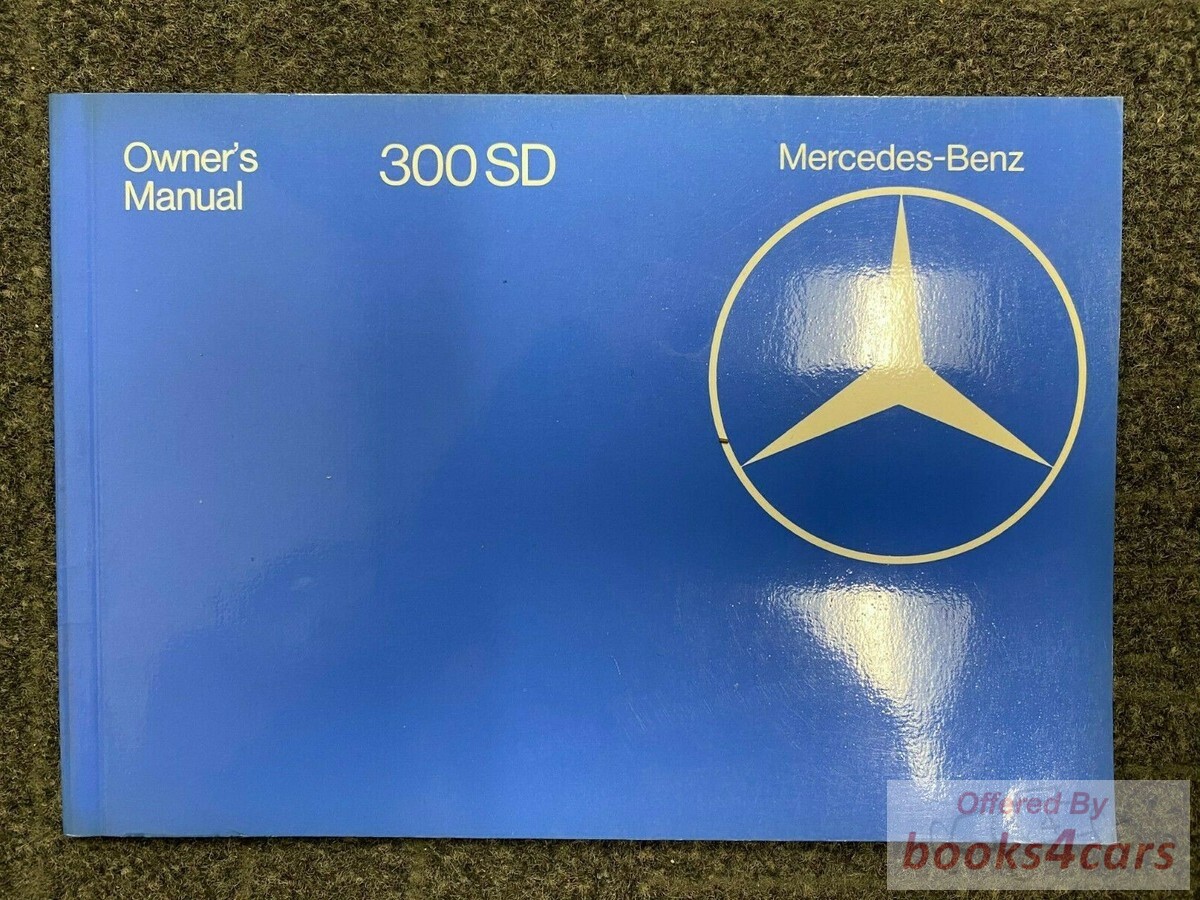 Owner's
Manual
300 SD
Mercedes-Benz
Offered By
books4cars